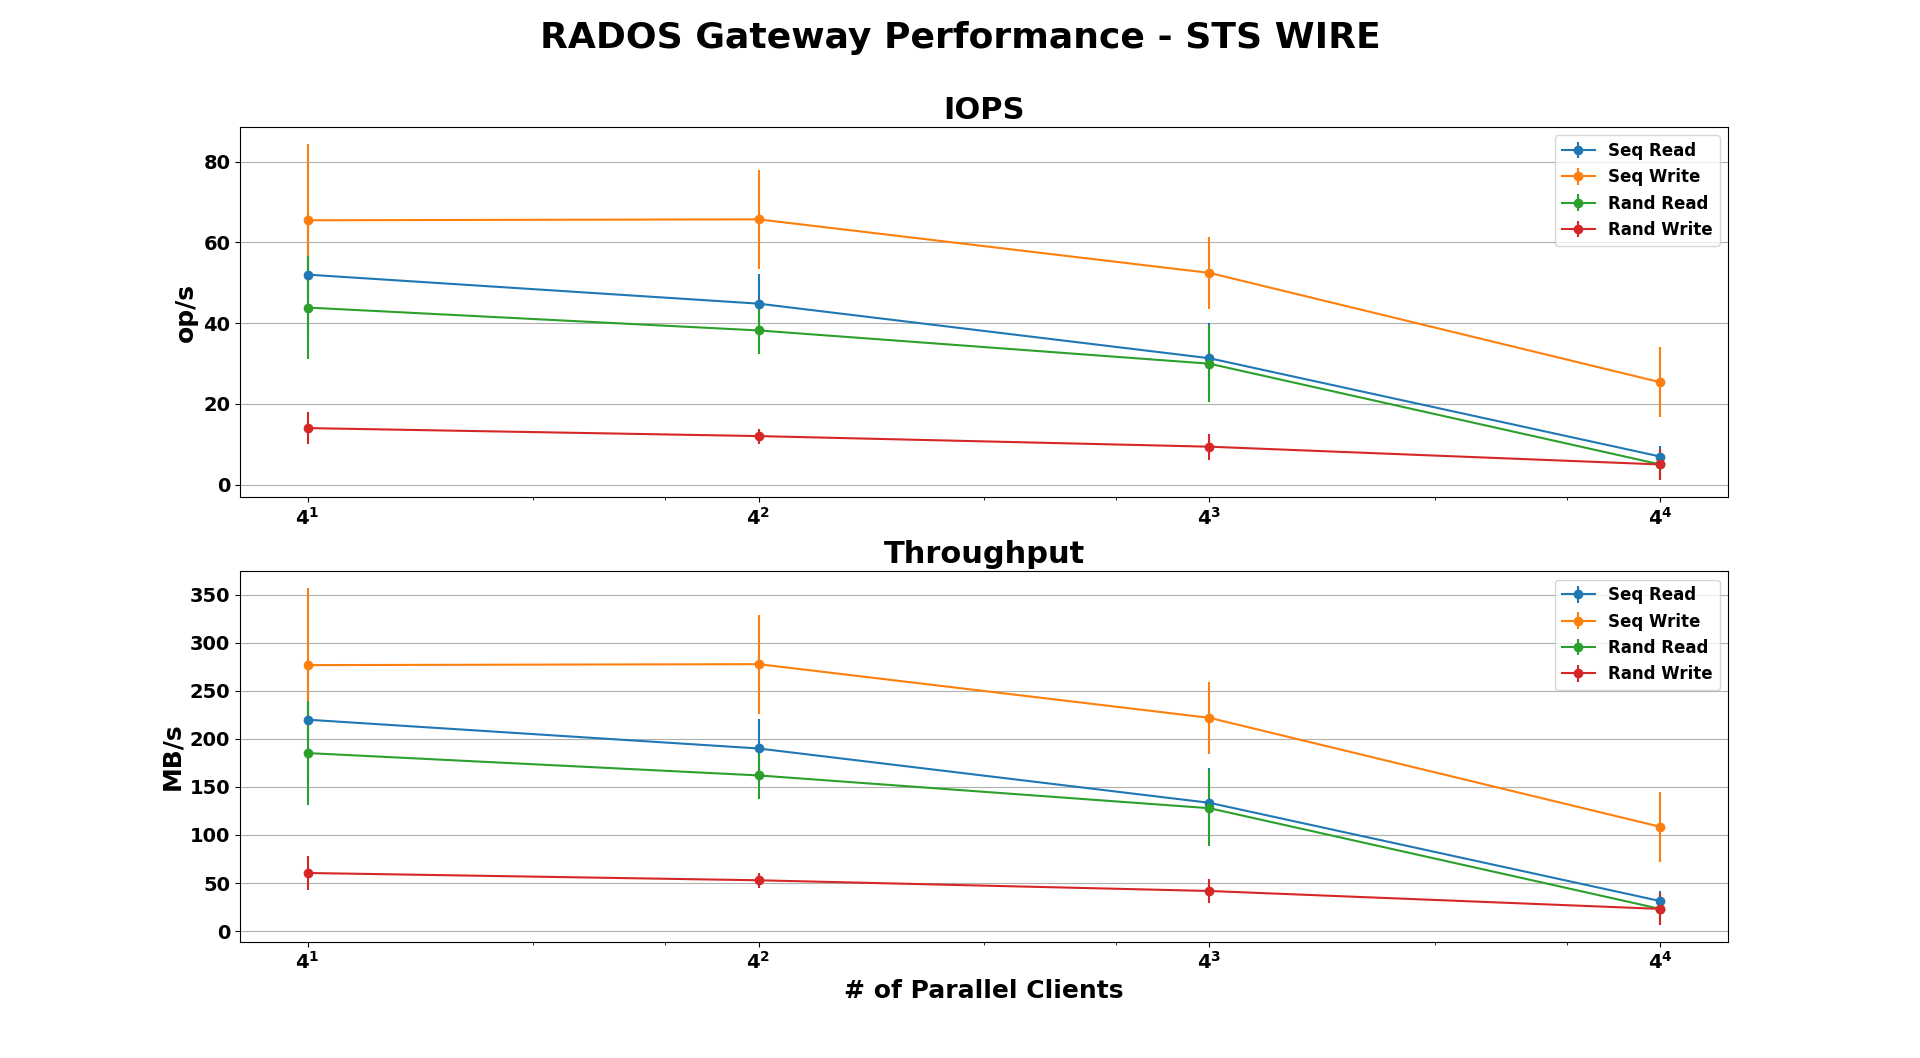 RADOS Gateway Performance - STS WIRE
IOPS
op/s
80
60
40
20
0
Seq Read
Seq Write
Rand Read
Rand Write
4¹ 4² 4³ 4⁴
Throughput
MB/s
350
300
250
200
150
100
50
0
Seq Read
Seq Write
Rand Read
Rand Write
4¹ 4² 4³ 4⁴
# of Parallel Clients